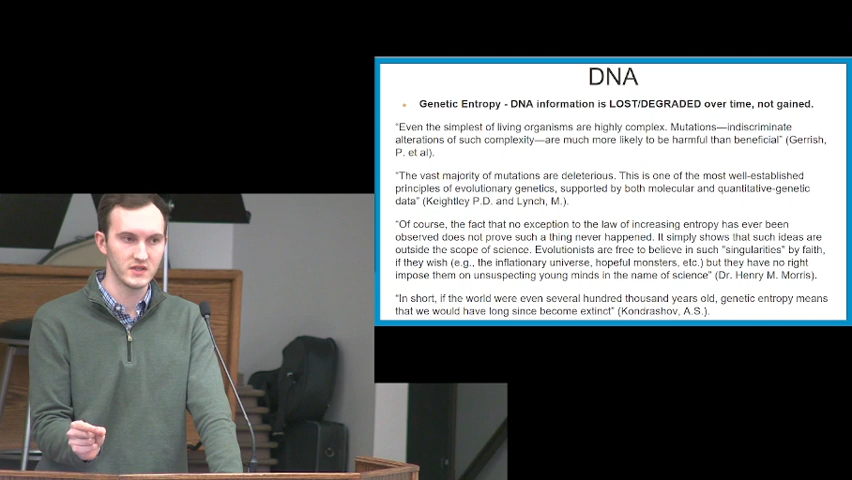 DNA
Genetic Entropy - DNA information is LOST/DEGRADED over time, not gained.
“Even the simplest of living organisms are highly complex. Mutations—indiscriminate
alterations of such complexity—are much more likely to be harmful than beneficial” (Gerrish,
P. et al).
“The vast majority of mutations are deleterious. This is one of the most well-established
principles of evolutionary genetics, supported by both molecular and quantitative-genetic
data” (Keightley P.D. and Lynch, M.).
“Of course, the fact that no exception to the law of increasing entropy has ever been
observed does not prove such a thing never happened. It simply shows that such ideas are
outside the scope of science. Evolutionists are free to believe in such "singularities” by faith,
if they wish (e.g., the inflationary universe, hopeful monsters, etc.) but they have no right
impose them on unsuspecting young minds in the name of science” (Dr. Henry M. Morris).
“In short, if the world were even several hundred thousand years old, genetic entropy means
that we would have long since become extinct” (Kondrashov, A.S.).